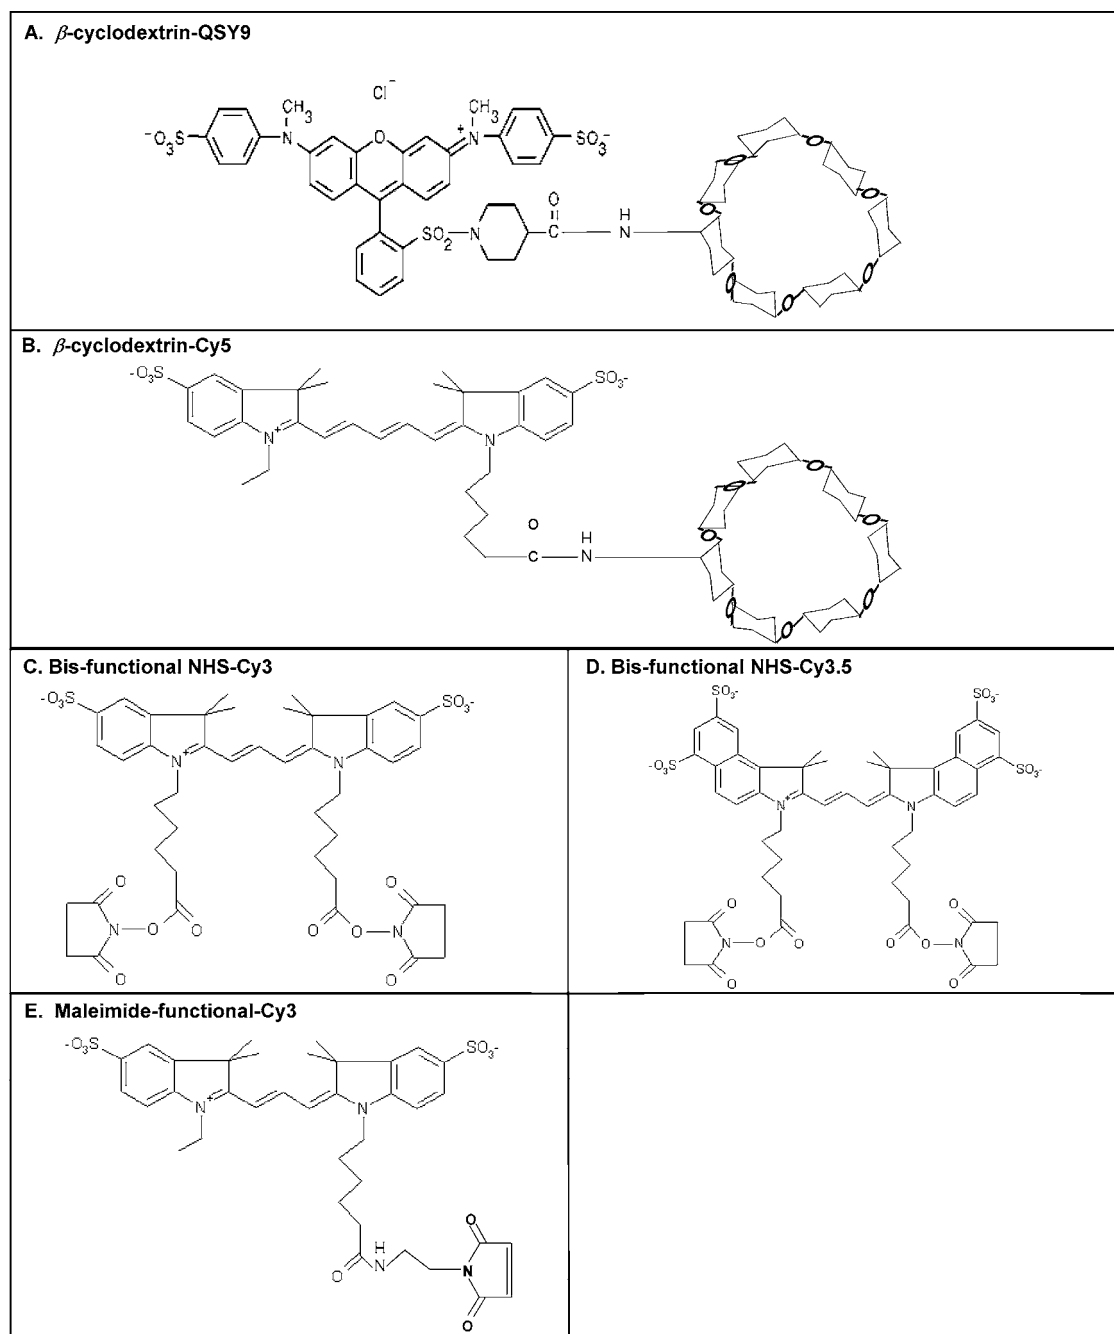 A. β-cyclodextrin-QSY9
Cl⁻
CH₃ CH₃
⁻O₃S N O N⁺ SO₃⁻
O H
SO₂ N C N
O O O O O O O
B. β-cyclodextrin-Cy5
-O₃S SO₃-
N⁺ N
O H
C N
O O O O O O O
C. Bis-functional NHS-Cy3
-O₃S SO₃-
N⁺ N
O O
N O O O O N
O O
D. Bis-functional NHS-Cy3.5
SO₃- SO₃-
-O₃S SO₃-
N⁺ N
O O
N O O O O N
O O
E. Maleimide-functional-Cy3
-O₃S SO₃-
N⁺ N
H O
O N N
O